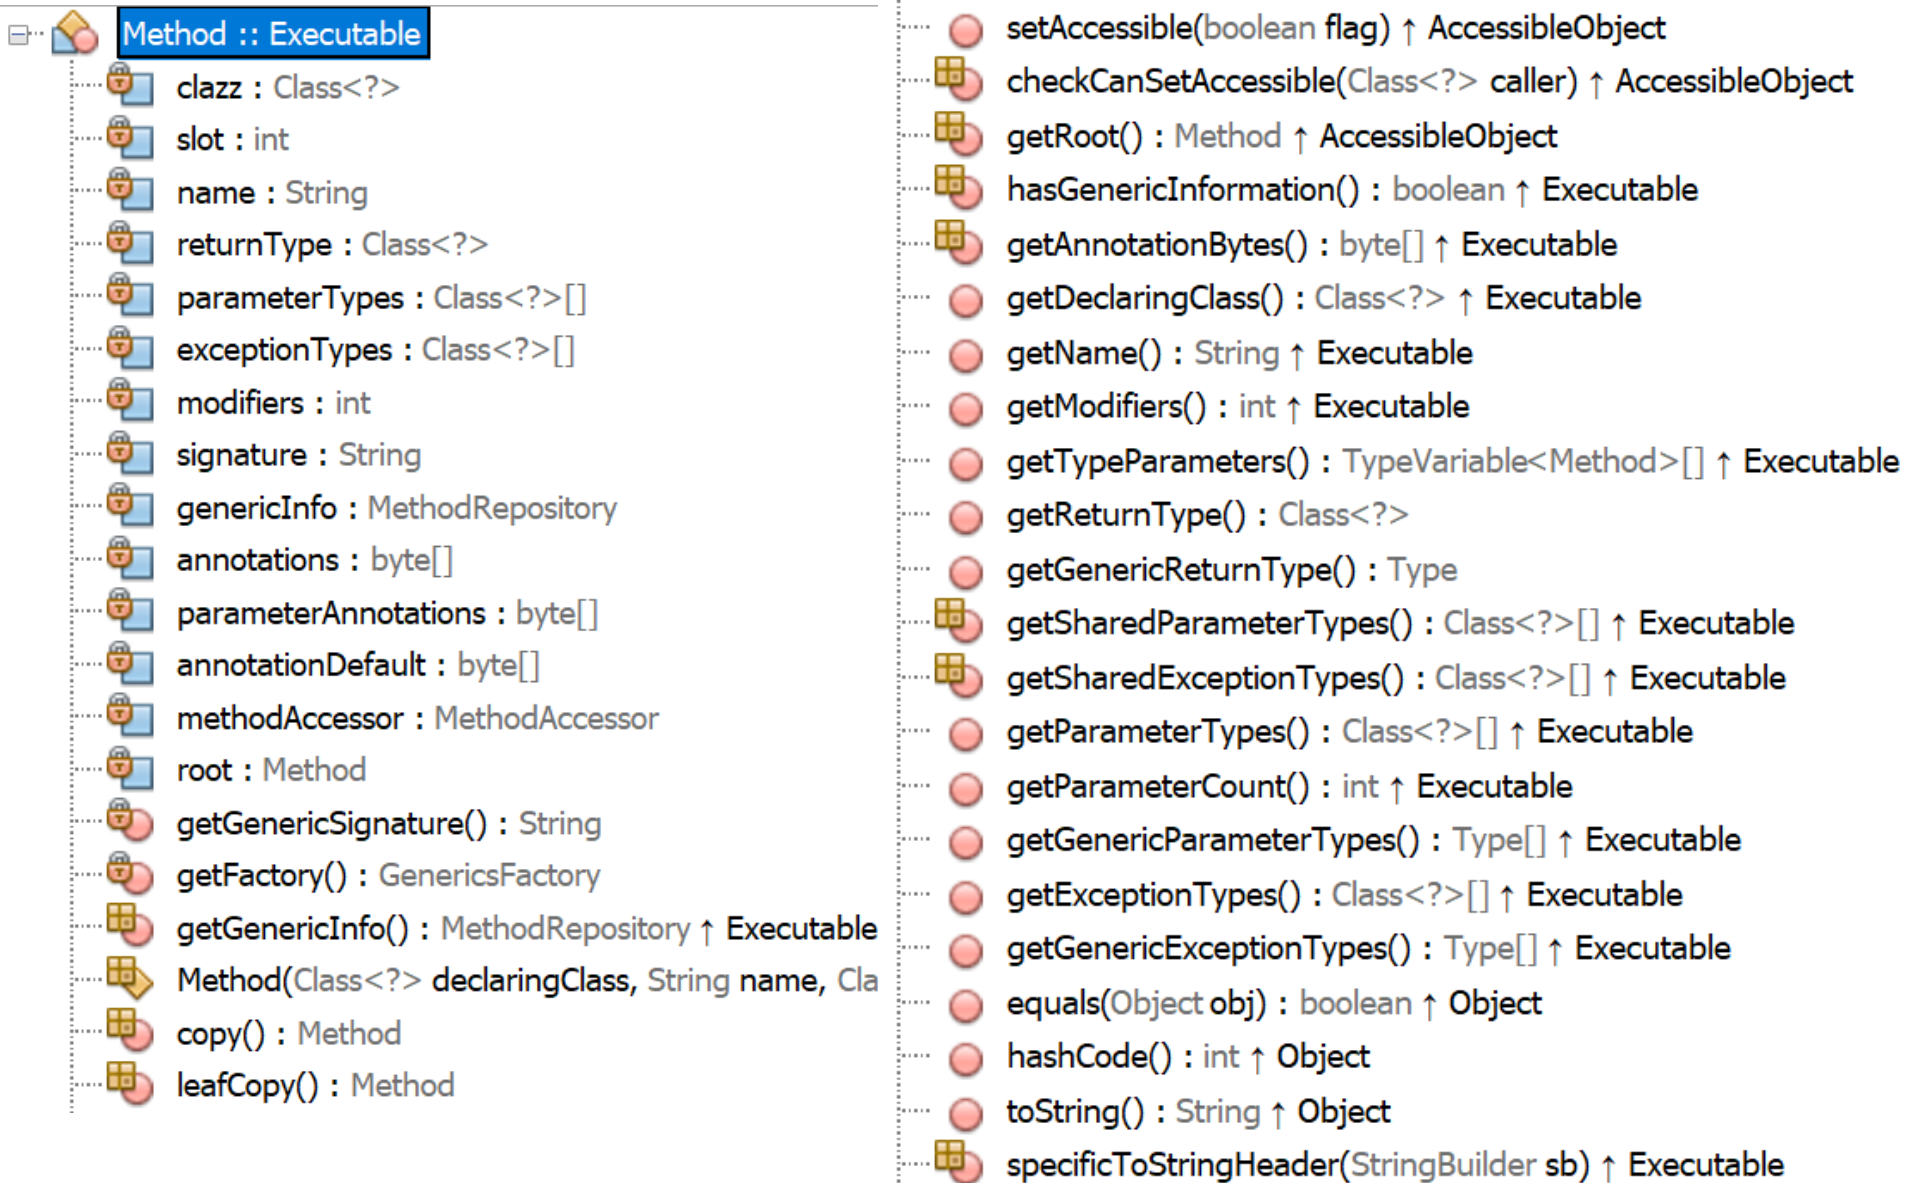 Method :: Executable
clazz : Class<?>
slot : int
name : String
returnType : Class<?>
parameterTypes : Class<?>[]
exceptionTypes : Class<?>[]
modifiers : int
signature : String
genericInfo : MethodRepository
annotations : byte[]
parameterAnnotations : byte[]
annotationDefault : byte[]
methodAccessor : MethodAccessor
root : Method
getGenericSignature() : String
getFactory() : GenericsFactory
getGenericInfo() : MethodRepository ↑ Executable
Method(Class<?> declaringClass, String name, Cla
copy() : Method
leafCopy() : Method
setAccessible(boolean flag) ↑ AccessibleObject
checkCanSetAccessible(Class<?> caller) ↑ AccessibleObject
getRoot() : Method ↑ AccessibleObject
hasGenericInformation() : boolean ↑ Executable
getAnnotationBytes() : byte[] ↑ Executable
getDeclaringClass() : Class<?> ↑ Executable
getName() : String ↑ Executable
getModifiers() : int ↑ Executable
getTypeParameters() : TypeVariable<Method>[] ↑ Executable
getReturnType() : Class<?>
getGenericReturnType() : Type
getSharedParameterTypes() : Class<?>[] ↑ Executable
getSharedExceptionTypes() : Class<?>[] ↑ Executable
getParameterTypes() : Class<?>[] ↑ Executable
getParameterCount() : int ↑ Executable
getGenericParameterTypes() : Type[] ↑ Executable
getExceptionTypes() : Class<?>[] ↑ Executable
getGenericExceptionTypes() : Type[] ↑ Executable
equals(Object obj) : boolean ↑ Object
hashCode() : int ↑ Object
toString() : String ↑ Object
specificToStringHeader(StringBuilder sb) ↑ Executable